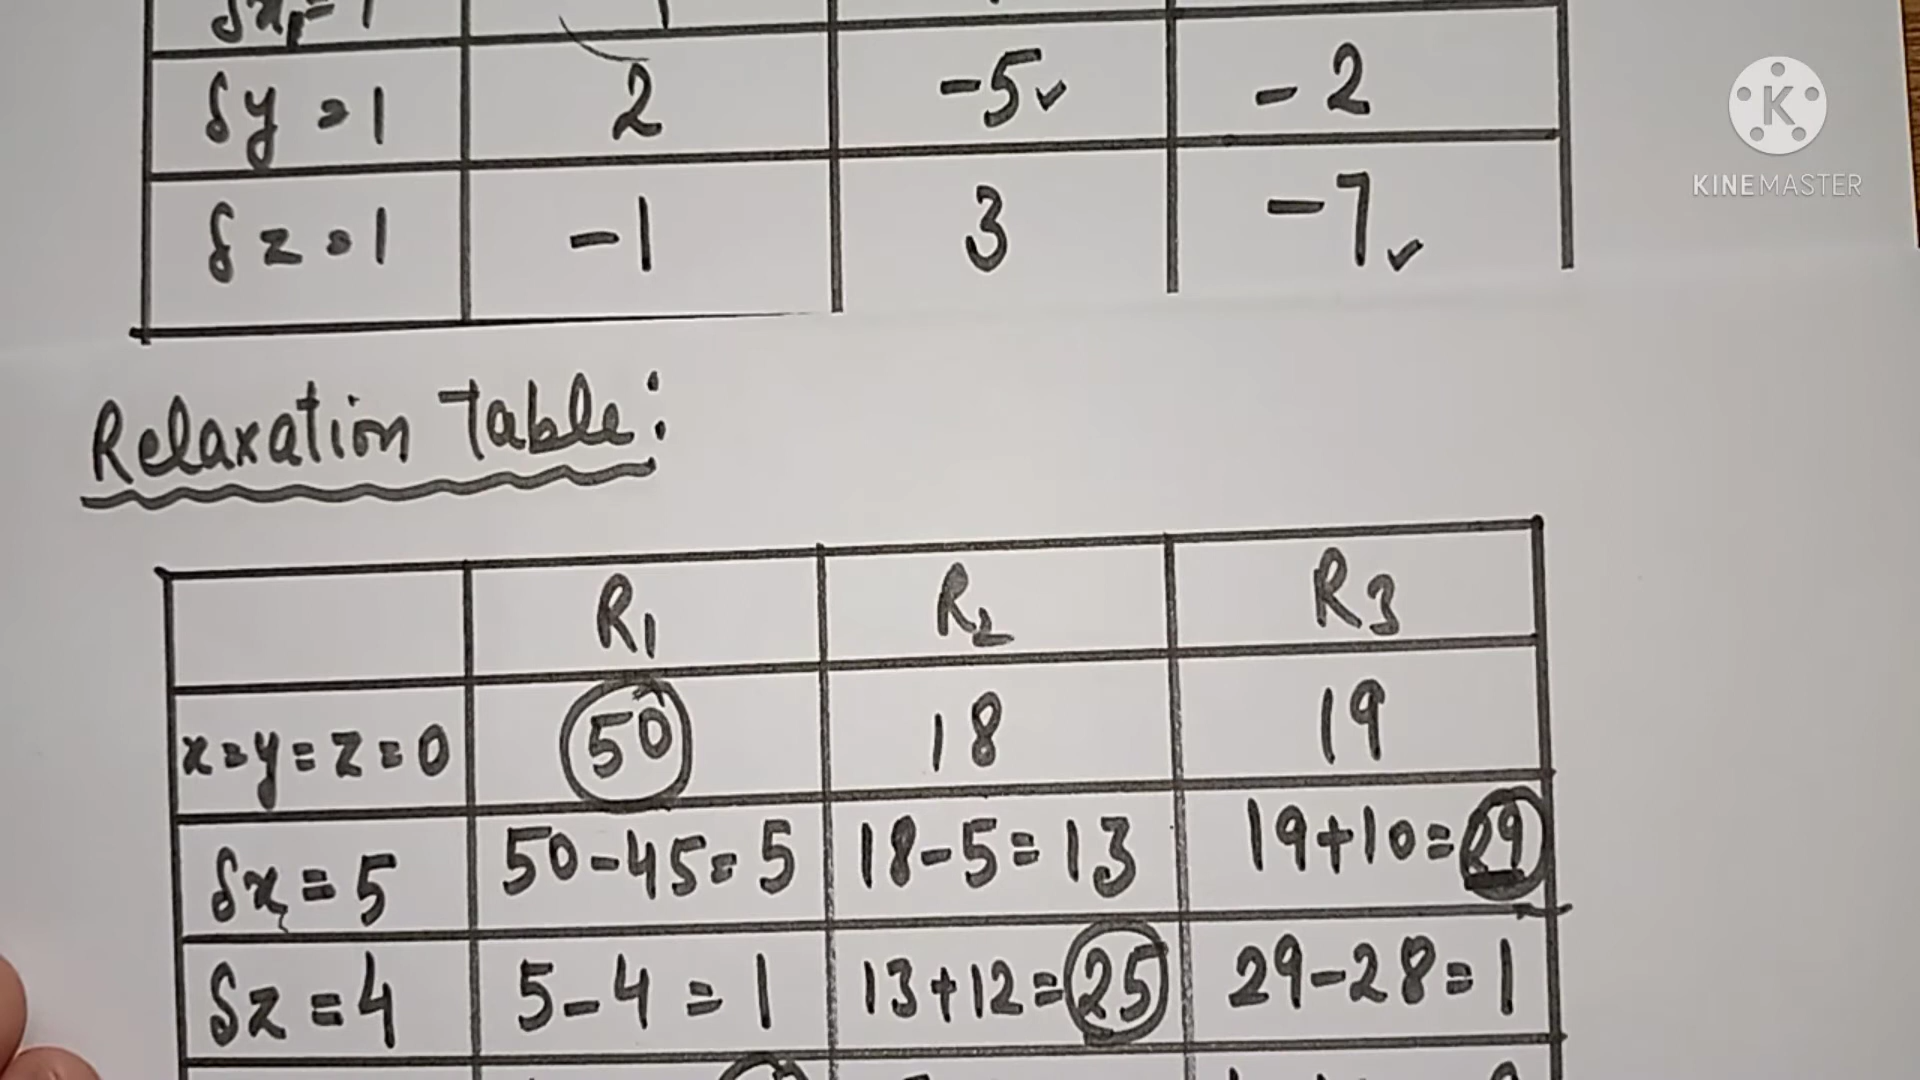 δx = 1
δy = 1 2 -5✓ -2
δz = 1 -1 3 -7✓
KINEMASTER
Relaxation Table:
R1 R2 R3
x=y=z=0 50 18 19
δx = 5 50-45=5 18-5=13 19+10=29
δz = 4 5-4=1 13+12=25 29-28=1